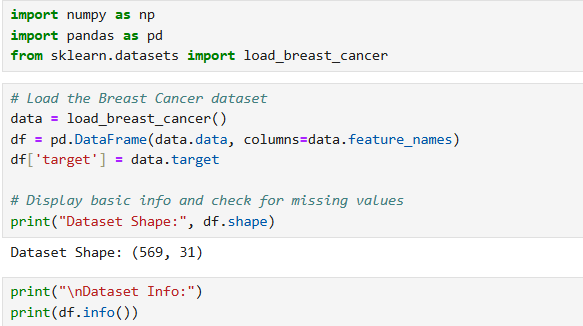 import numpy as np
import pandas as pd
from sklearn.datasets import load_breast_cancer
# Load the Breast Cancer dataset
data = load_breast_cancer()
df = pd.DataFrame(data.data, columns=data.feature_names)
df['target'] = data.target
# Display basic info and check for missing values
print("Dataset Shape:", df.shape)
Dataset Shape: (569, 31)
print("\nDataset Info:")
print(df.info())